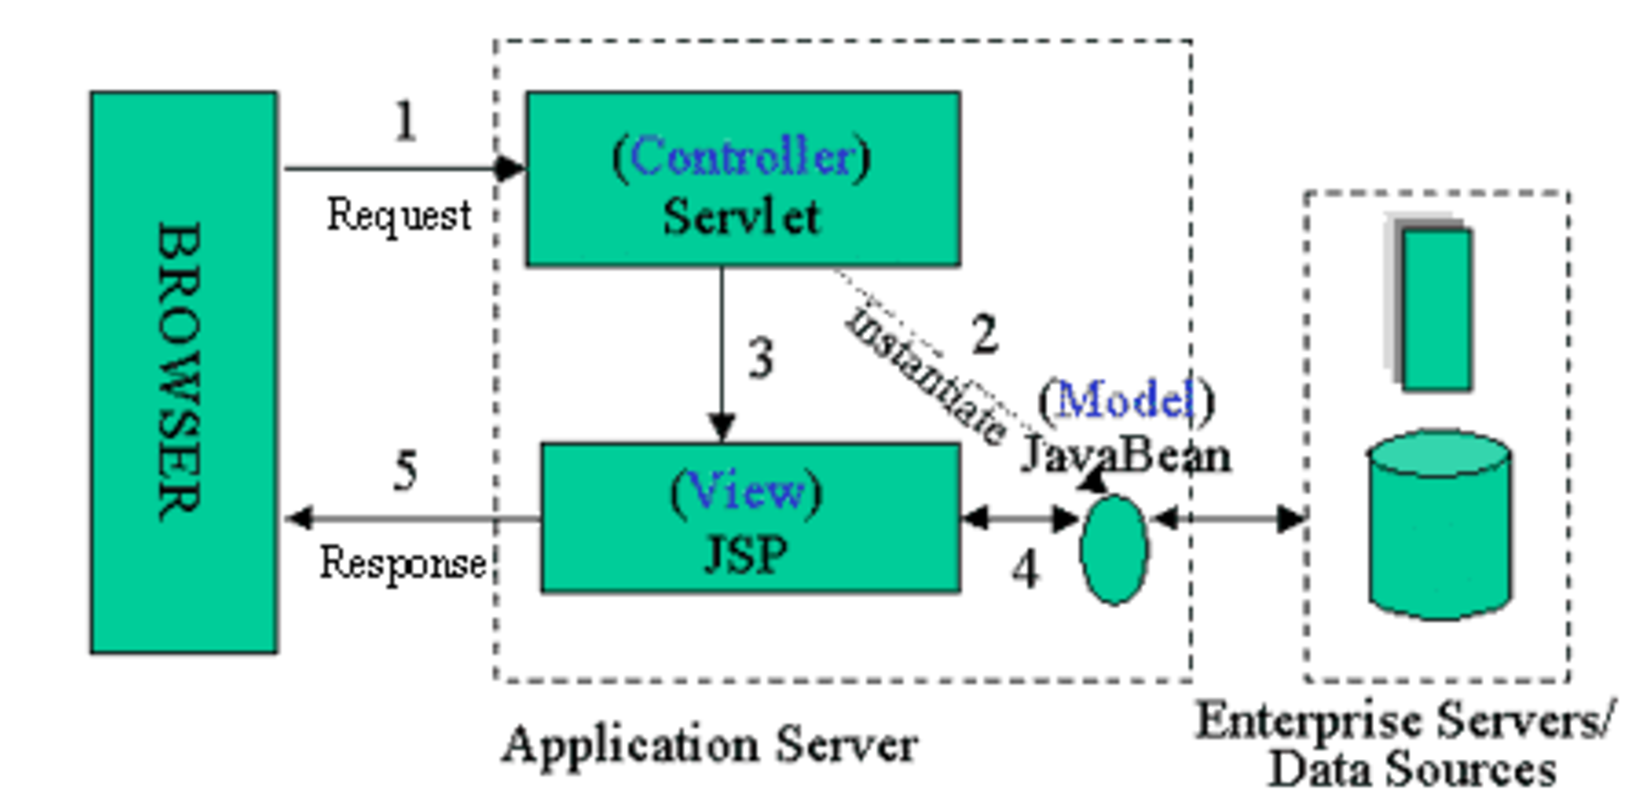 BROWSER
1
Request
(Controller)
Servlet
2
instantiate
3
(Model)
JavaBean
5
Response
(View)
JSP
4
Application Server
Enterprise Servers/
Data Sources